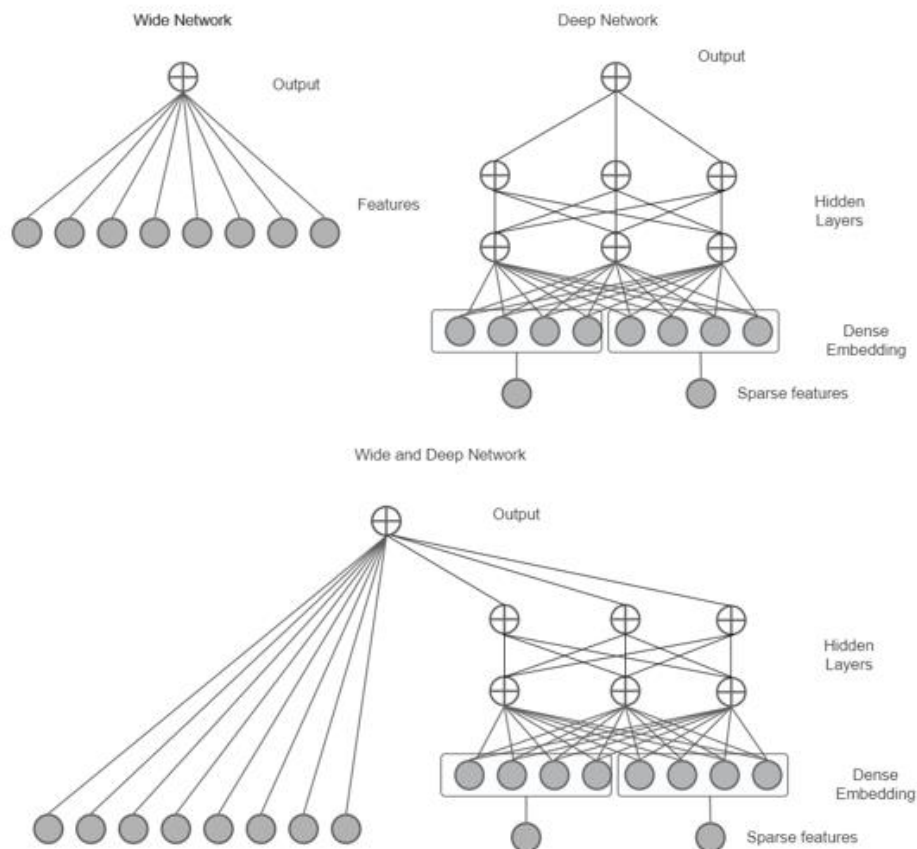 Wide Network
Deep Network
Output
Output
Features
Hidden
Layers
Dense
Embedding
Sparse features
Wide and Deep Network
Output
Hidden
Layers
Dense
Embedding
Sparse features